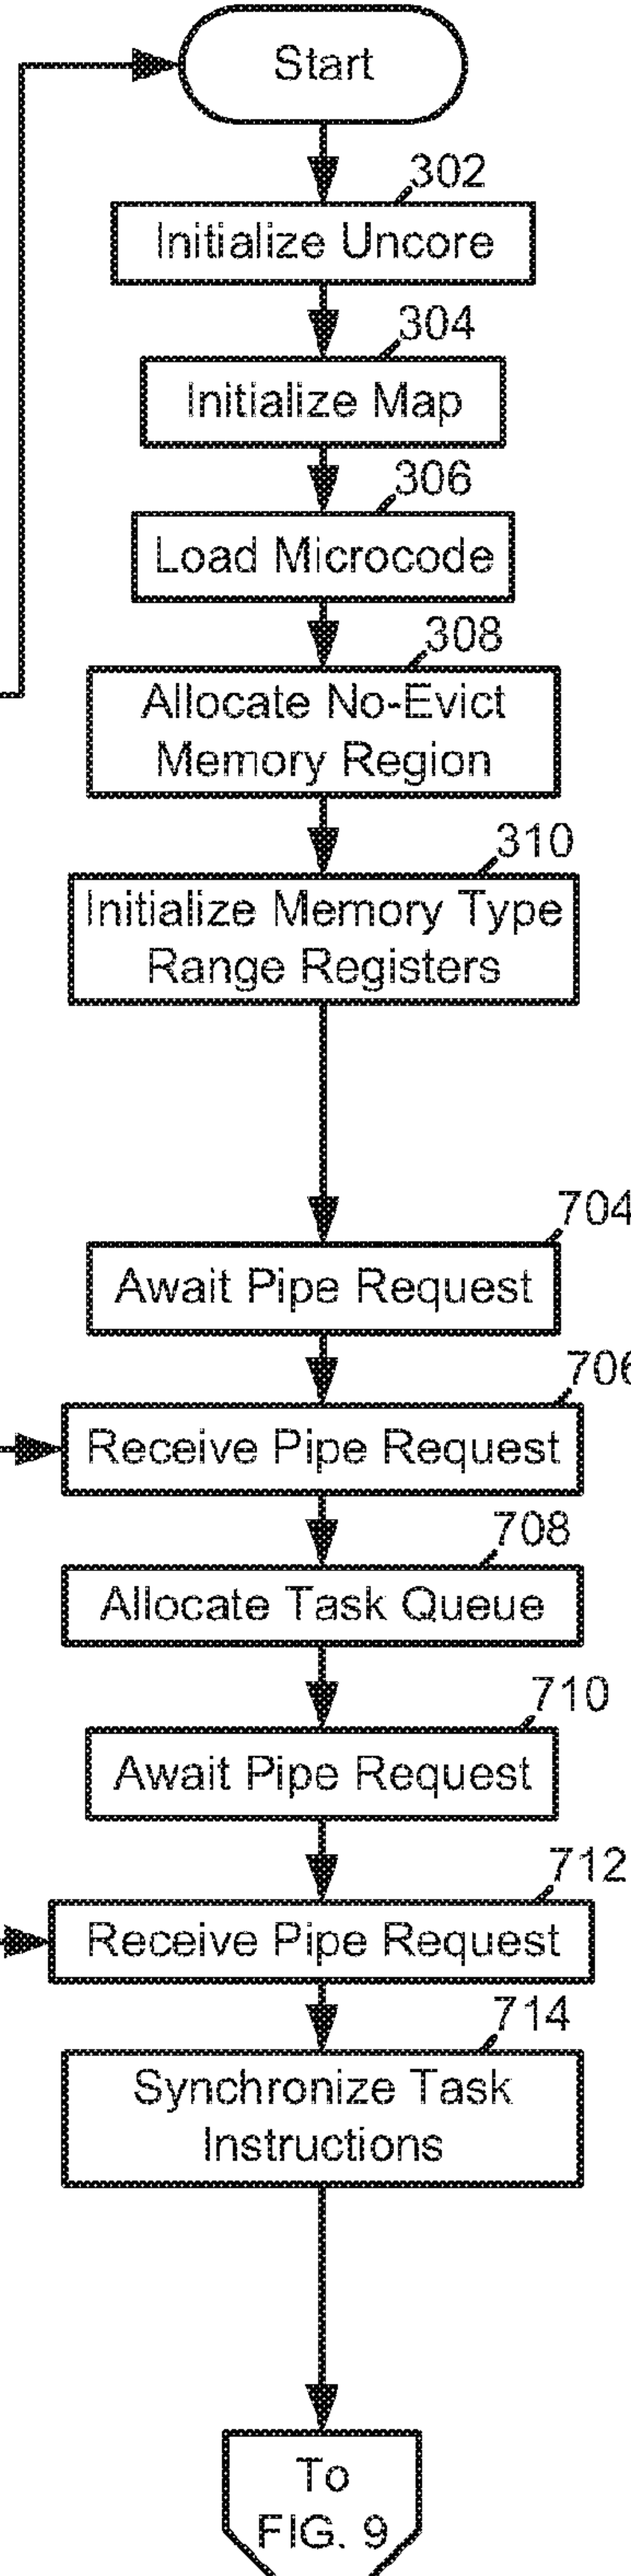 Start
302
Initialize Uncore
304
Initialize Map
306
Load Microcode
308
Allocate No-Evict
Memory Region
310
Initialize Memory Type
Range Registers
704
Await Pipe Request
706
Receive Pipe Request
708
Allocate Task Queue
710
Await Pipe Request
712
Receive Pipe Request
714
Synchronize Task
Instructions
To
FIG. 9